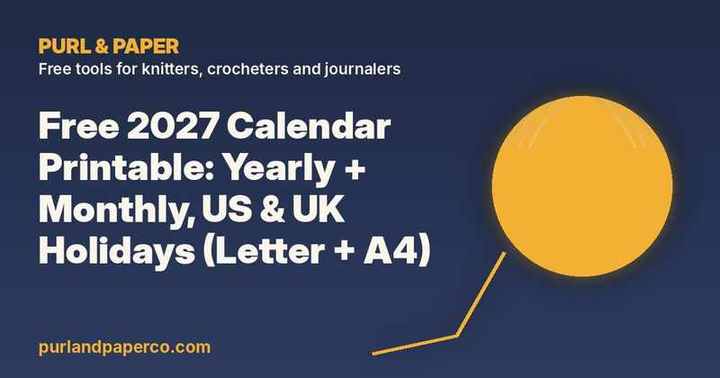 PURL & PAPER
Free tools for knitters, crocheters and journalers
Free 2027 Calendar
Printable: Yearly +
Monthly, US & UK
Holidays (Letter + A4)
purlandpaperco.com